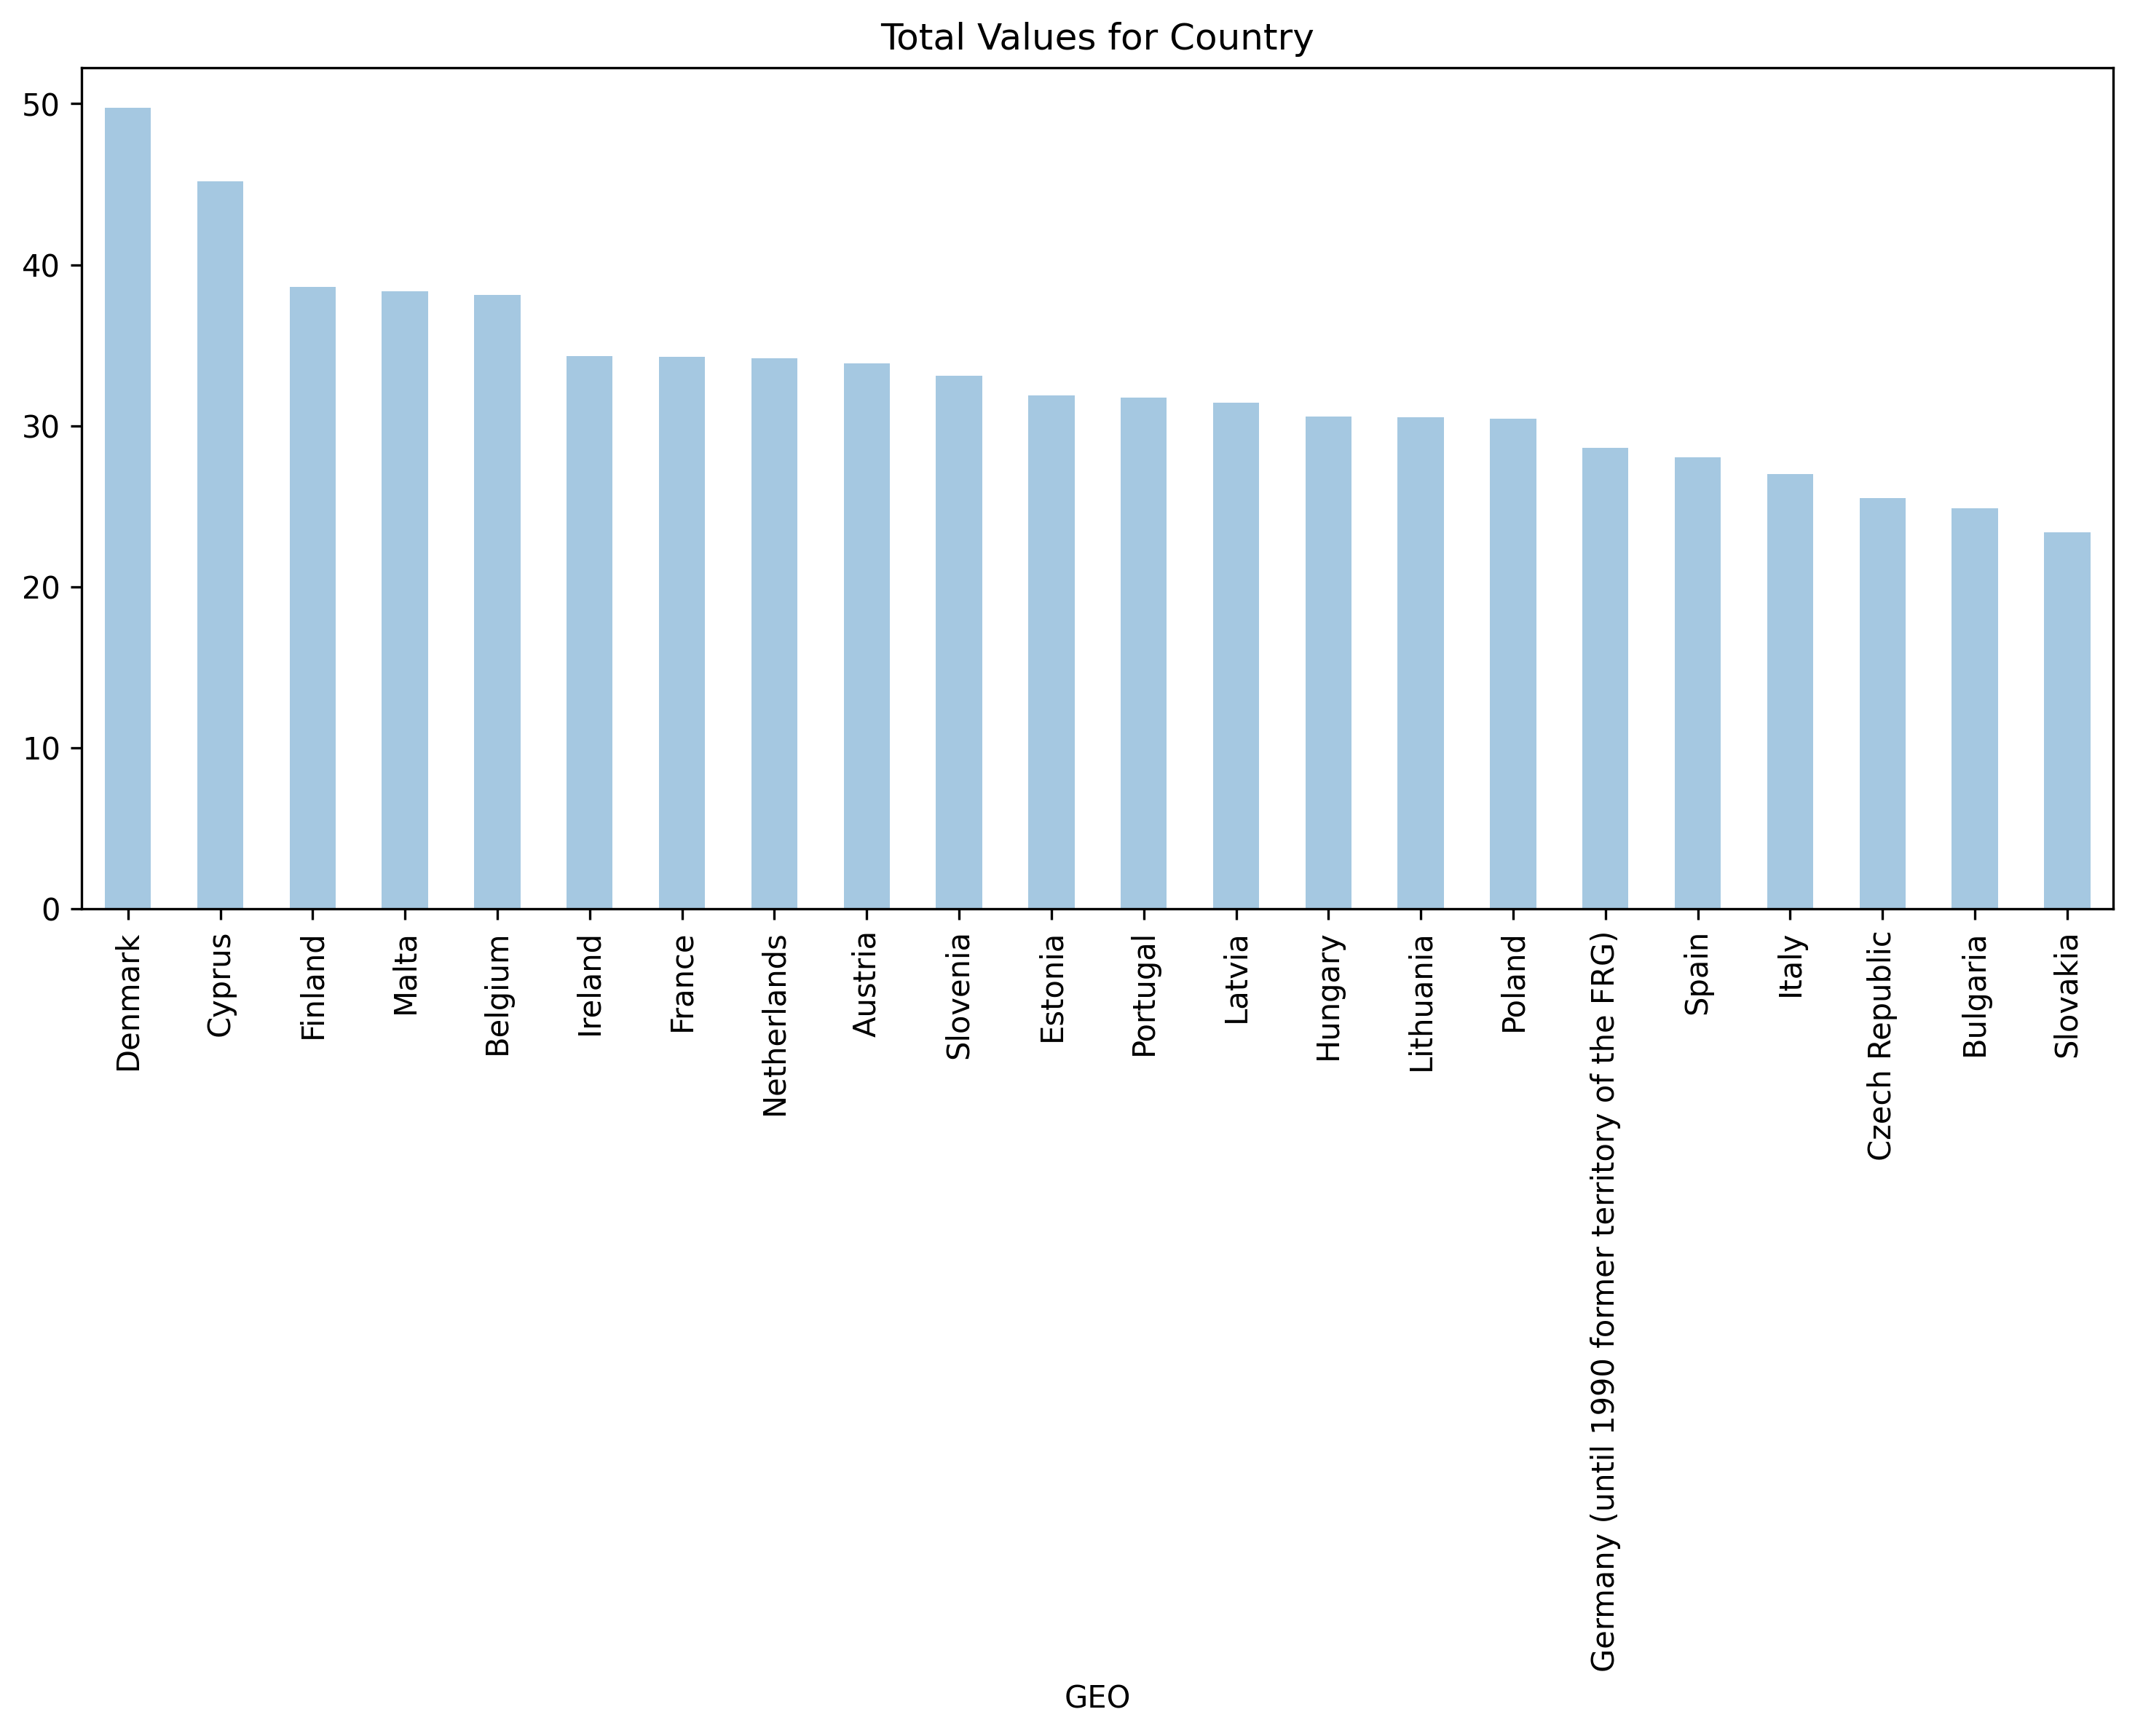 Total Values for Country
50
40
30
20
10
0
Denmark
Cyprus
Finland
Malta
Belgium
Ireland
France
Netherlands
Austria
Slovenia
Estonia
Portugal
Latvia
Hungary
Lithuania
Poland
Germany (until 1990 former territory of the FRG)
Spain
Italy
Czech Republic
Bulgaria
Slovakia
GEO